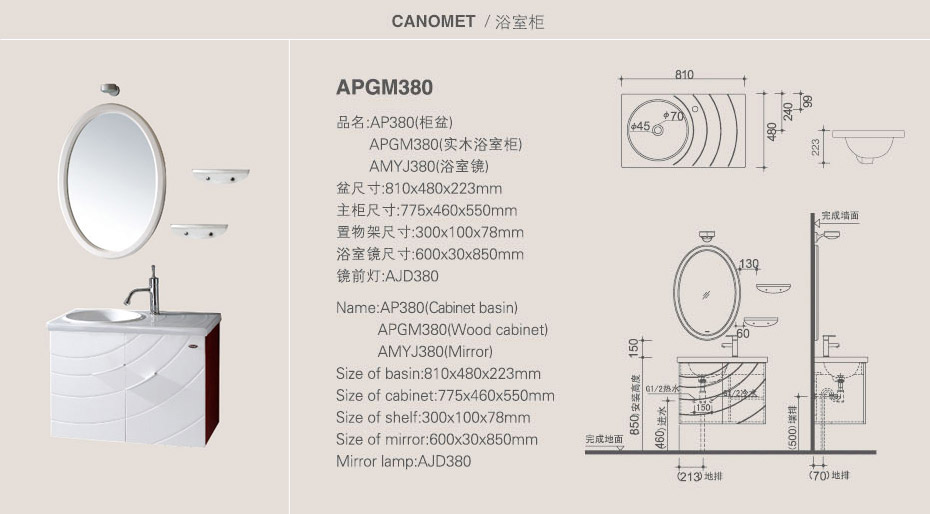 CANOMET / 浴室柜
APGM380
品名:AP380(柜盆)
APGM380(实木浴室柜)
AMYJ380(浴室镜)
盆尺寸:810x480x223mm
主柜尺寸:775x460x550mm
置物架尺寸:300x100x78mm
浴室镜尺寸:600x30x850mm
镜前灯:AJD380
Name:AP380(Cabinet basin)
APGM380(Wood cabinet)
AMYJ380(Mirror)
Size of basin:810x480x223mm
Size of cabinet:775x460x550mm
Size of shelf:300x100x78mm
Size of mirror:600x30x850mm
Mirror lamp:AJD380
810
φ45
φ70
480
240
99
223
完成墙面
130
60
150
850)安装高度
G1/2热水
G1/2冷水
150
460)进水
(500)墙排
完成地面
(213)地排
(70)地排